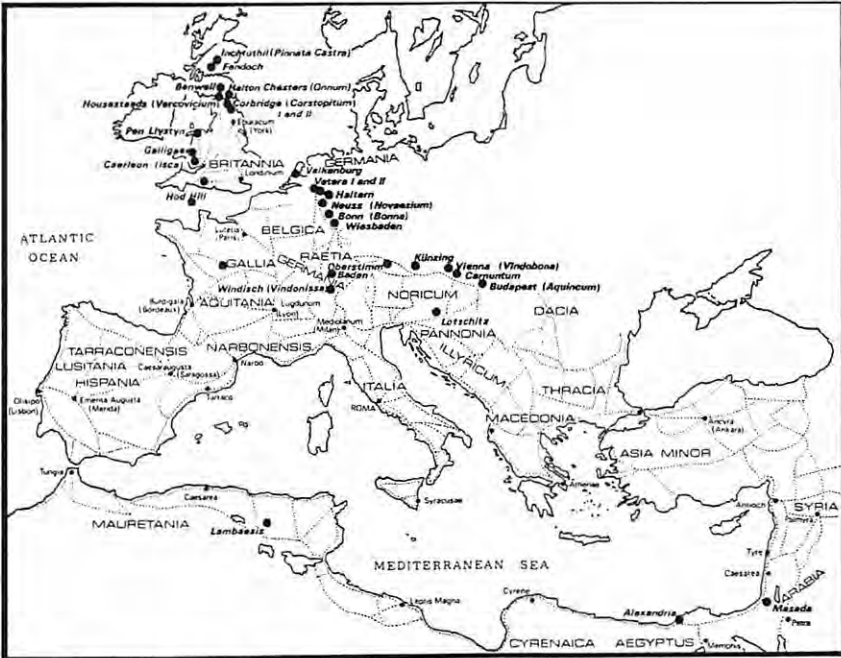 Inchtuthil (Pinnata Castra)
Fendoch
Benwell
Halton Chesters (Onnum)
Housesteads (Vercovicium)
Corbridge (Corstopitum)
I and II
Eburacum
(York)
Pen Llystyn
Galligaer
Caerleon (Isca)
BRITANNIA
Londinium
Hod Hill
GERMANIA
Valkenburg
Vetera I and II
Haltern
Neuss (Novaesium)
Bonn (Bonna)
Wiesbaden
BELGICA
Lutetia
(Paris)
ATLANTIC
OCEAN
GALLIA
GERMANIA
RAETIA
Oberstimm
Baden
Künzing
Vienna (Vindobona)
Carnuntum
Budapest (Aquincum)
Windisch (Vindonissa)
NORICUM
DACIA
Burdigala
(Bordeaux)
AQUITANIA
Lugdunum
(Lyon)
Mediolanum
(Milan)
Lotschitz
PANNONIA
NARBONENSIS
ILLYRICUM
TARRACONENSIS
LUSITANIA
HISPANIA
Caesaraugusta
(Saragossa)
Narbo
ITALIA
ROMA
THRACIA
Olisipo
(Lisbon)
Emerita Augusta
(Merida)
Tarraco
MACEDONIA
Ancyra
(Ankara)
ASIA MINOR
Athenae
Tingis
Caesarea
Syracusae
Antioch
SYRIA
Palmyra
MAURETANIA
Lambaesis
MEDITERRANEAN SEA
Tyre
Caesarea
ARABIA
Leptis Magna
Cyrene
Alexandria
Masada
Petra
CYRENAICA
AEGYPTUS
Memphis